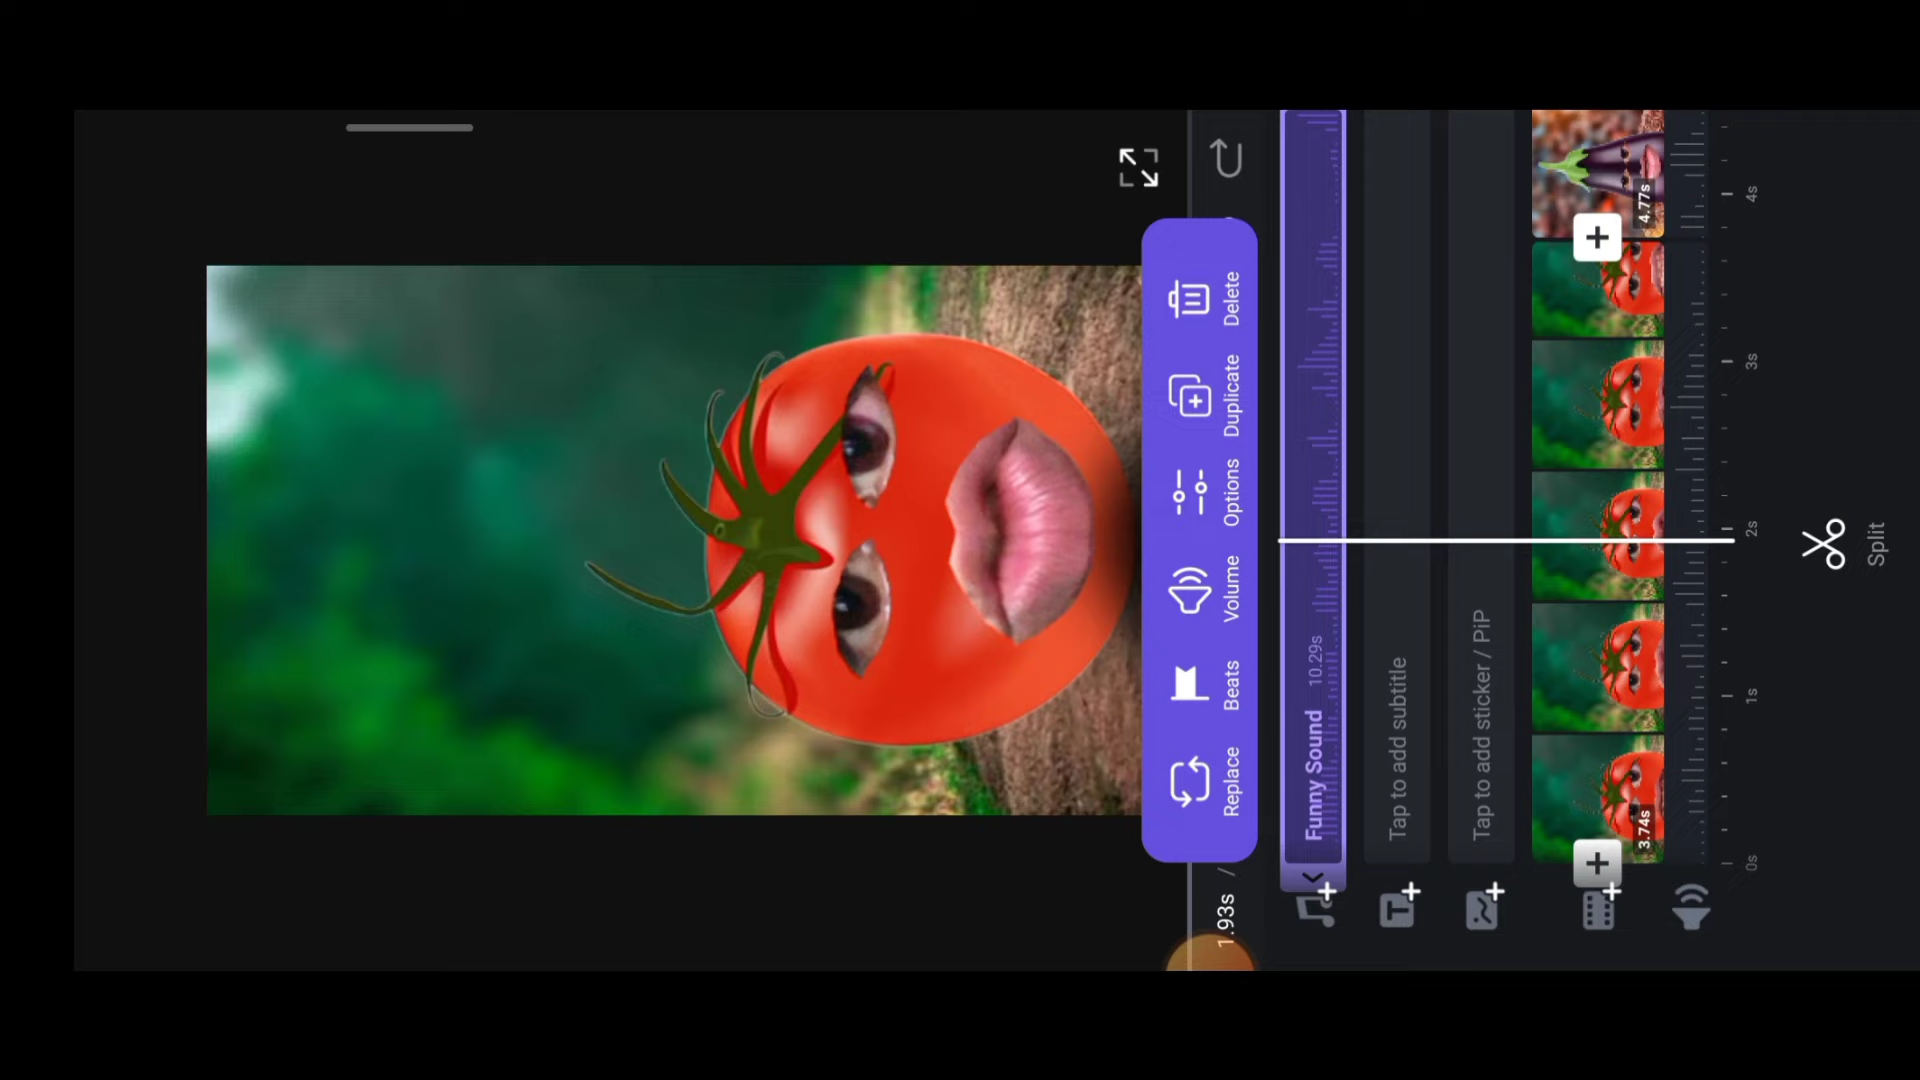 1.93s /
Replace
Beats
Volume
Options
Duplicate
Delete
Funny Sound 10.29s
Tap to add subtitle
T
Tap to add sticker / PiP
3.74s
4.77s
0s
1s
2s
3s
4s
Split